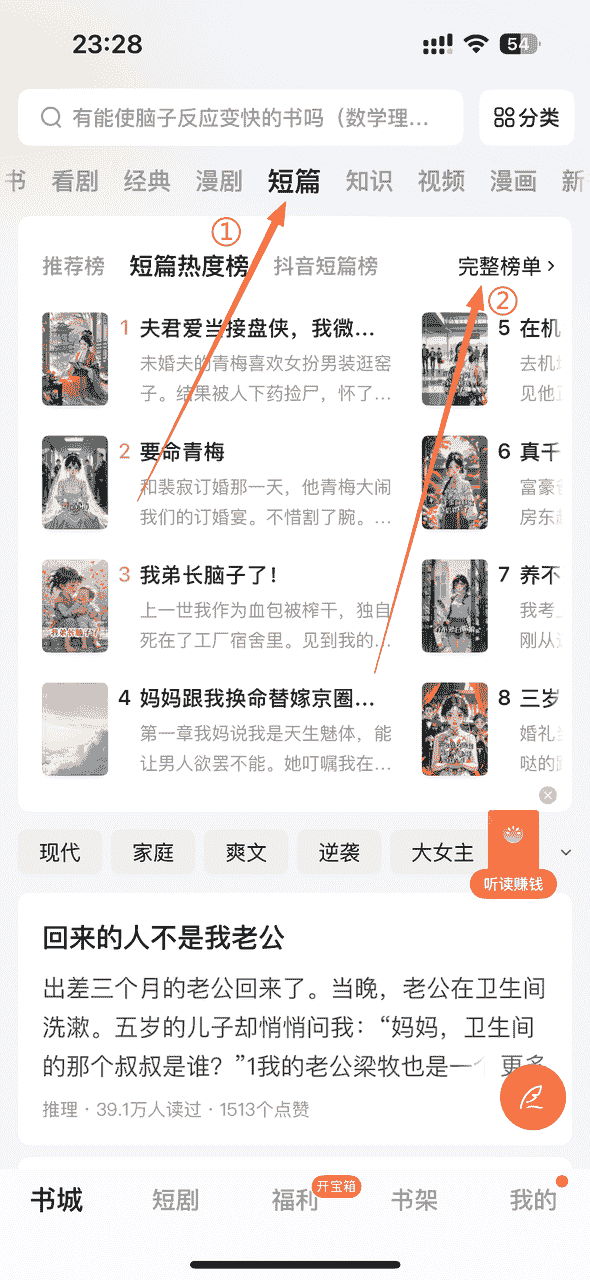 23:28
54
有能使脑子反应变快的书吗（数学理...
分类
书 看剧 经典 漫剧 短篇 知识 视频 漫画 新
①
推荐榜 短篇热度榜 抖音短篇榜 完整榜单
②
1 夫君爱当接盘侠，我微...
未婚夫的青梅喜欢女扮男装逛窑
子。结果被人下药捡尸，怀了...
2 要命青梅
和裴寂订婚那一天，他青梅大闹
我们的订婚宴。不惜割了腕。...
3 我弟长脑子了！
上一世我作为血包被榨干，独自
死在了工厂宿舍里。见到我的...
我弟长脑子了！
4 妈妈跟我换命替嫁京圈...
第一章我妈说我是天生魅体，能
让男人欲罢不能。她叮嘱我在...
5 在机
去机
见他
6 真千
富豪
房东
7 养不
我考
刚从
8 三岁
婚礼
哒的
现代 家庭 爽文 逆袭 大女主
听读赚钱
回来的人不是我老公
出差三个月的老公回来了。当晚，老公在卫生间
洗漱。五岁的儿子却悄悄问我：“妈妈，卫生间
的那个叔叔是谁？”1我的老公梁牧也是一个 更多
推理 · 39.1万人读过 · 1513个点赞
书城 短剧 福利 开宝箱 书架 我的